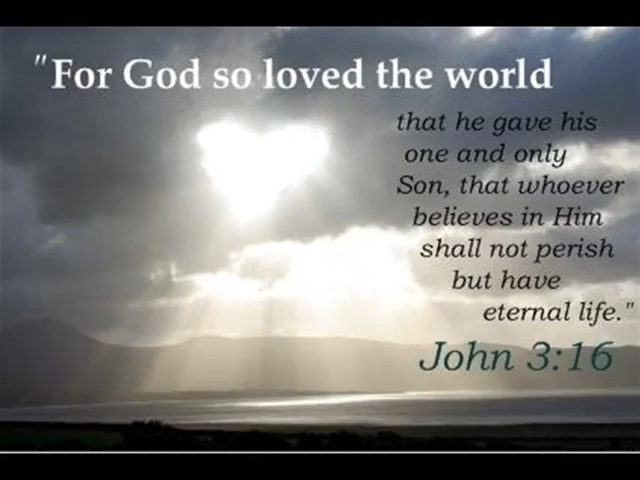 "For God so loved the world
that he gave his
one and only
Son, that whoever
believes in Him
shall not perish
but have
eternal life."
John 3:16